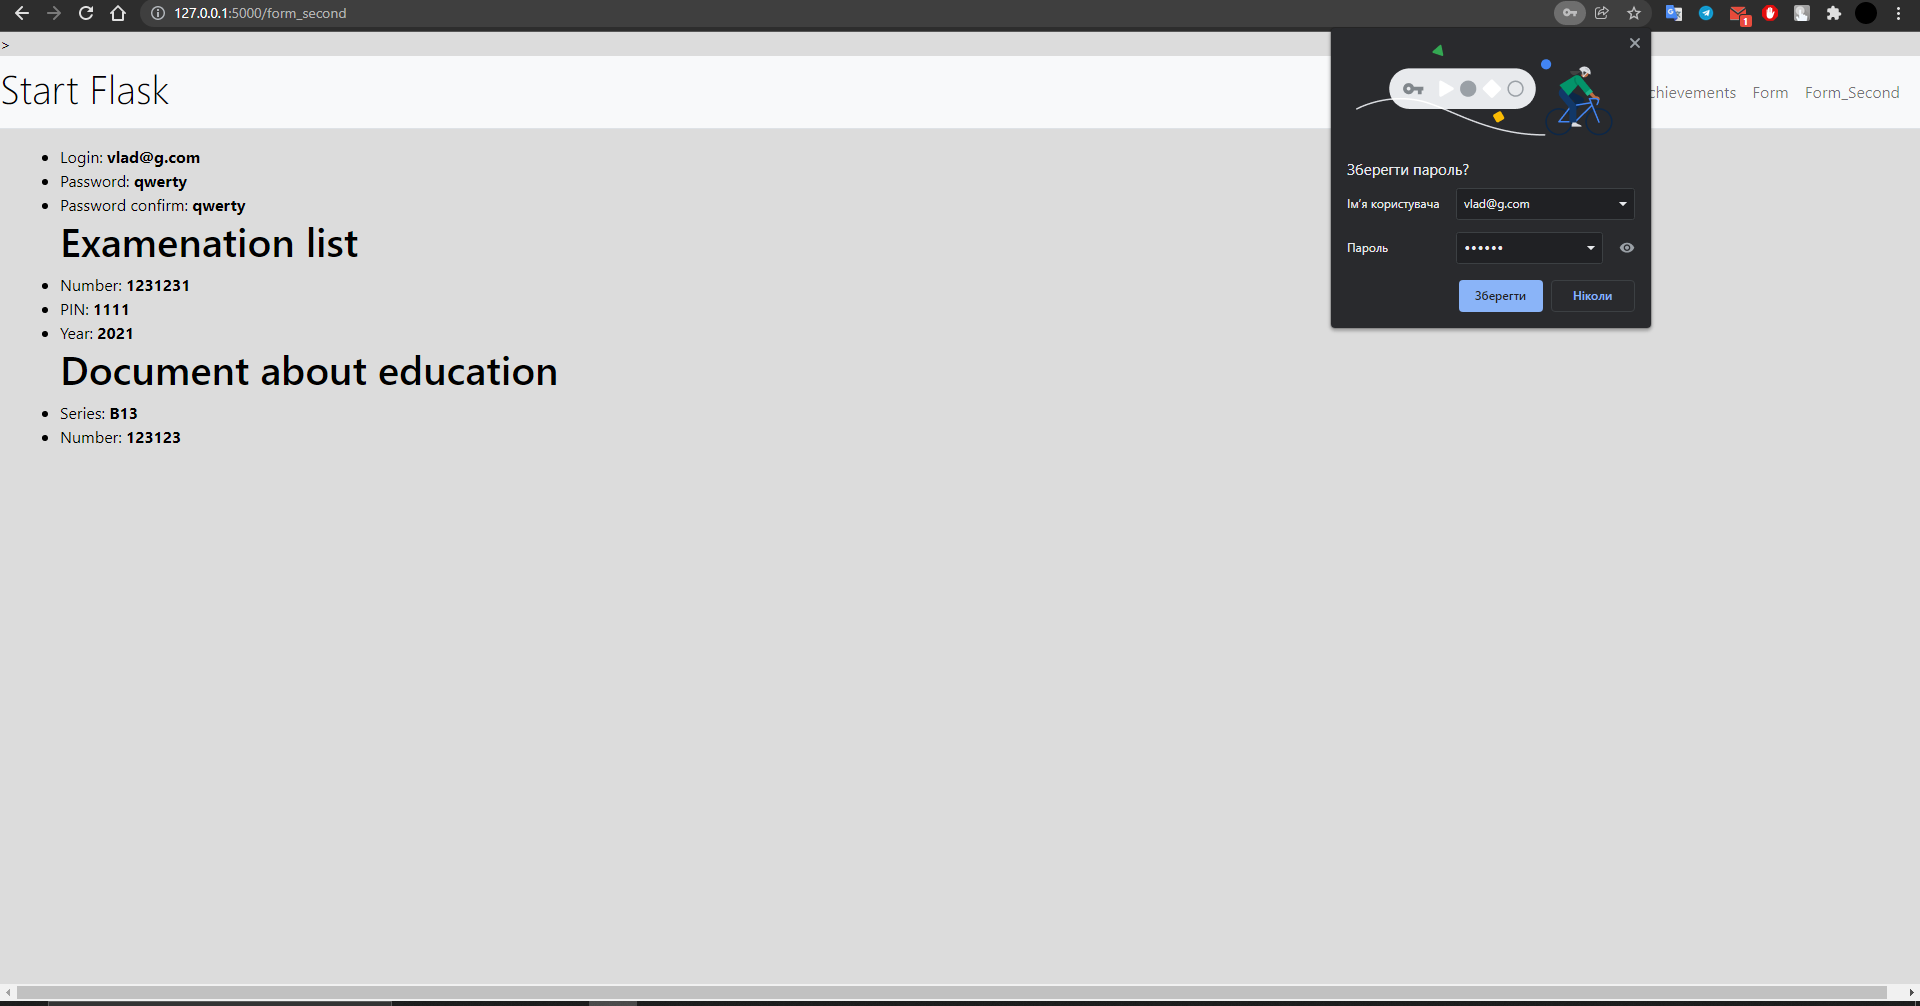 127.0.0.1:5000/form_second
1
>
Start Flask
chievements Form Form_Second
Login: vlad@g.com
Password: qwerty
Password confirm: qwerty
Examenation list
Number: 1231231
PIN: 1111
Year: 2021
Document about education
Series: B13
Number: 123123
Зберегти пароль?
Ім'я користувача vlad@g.com
Пароль ••••••
Зберегти Ніколи